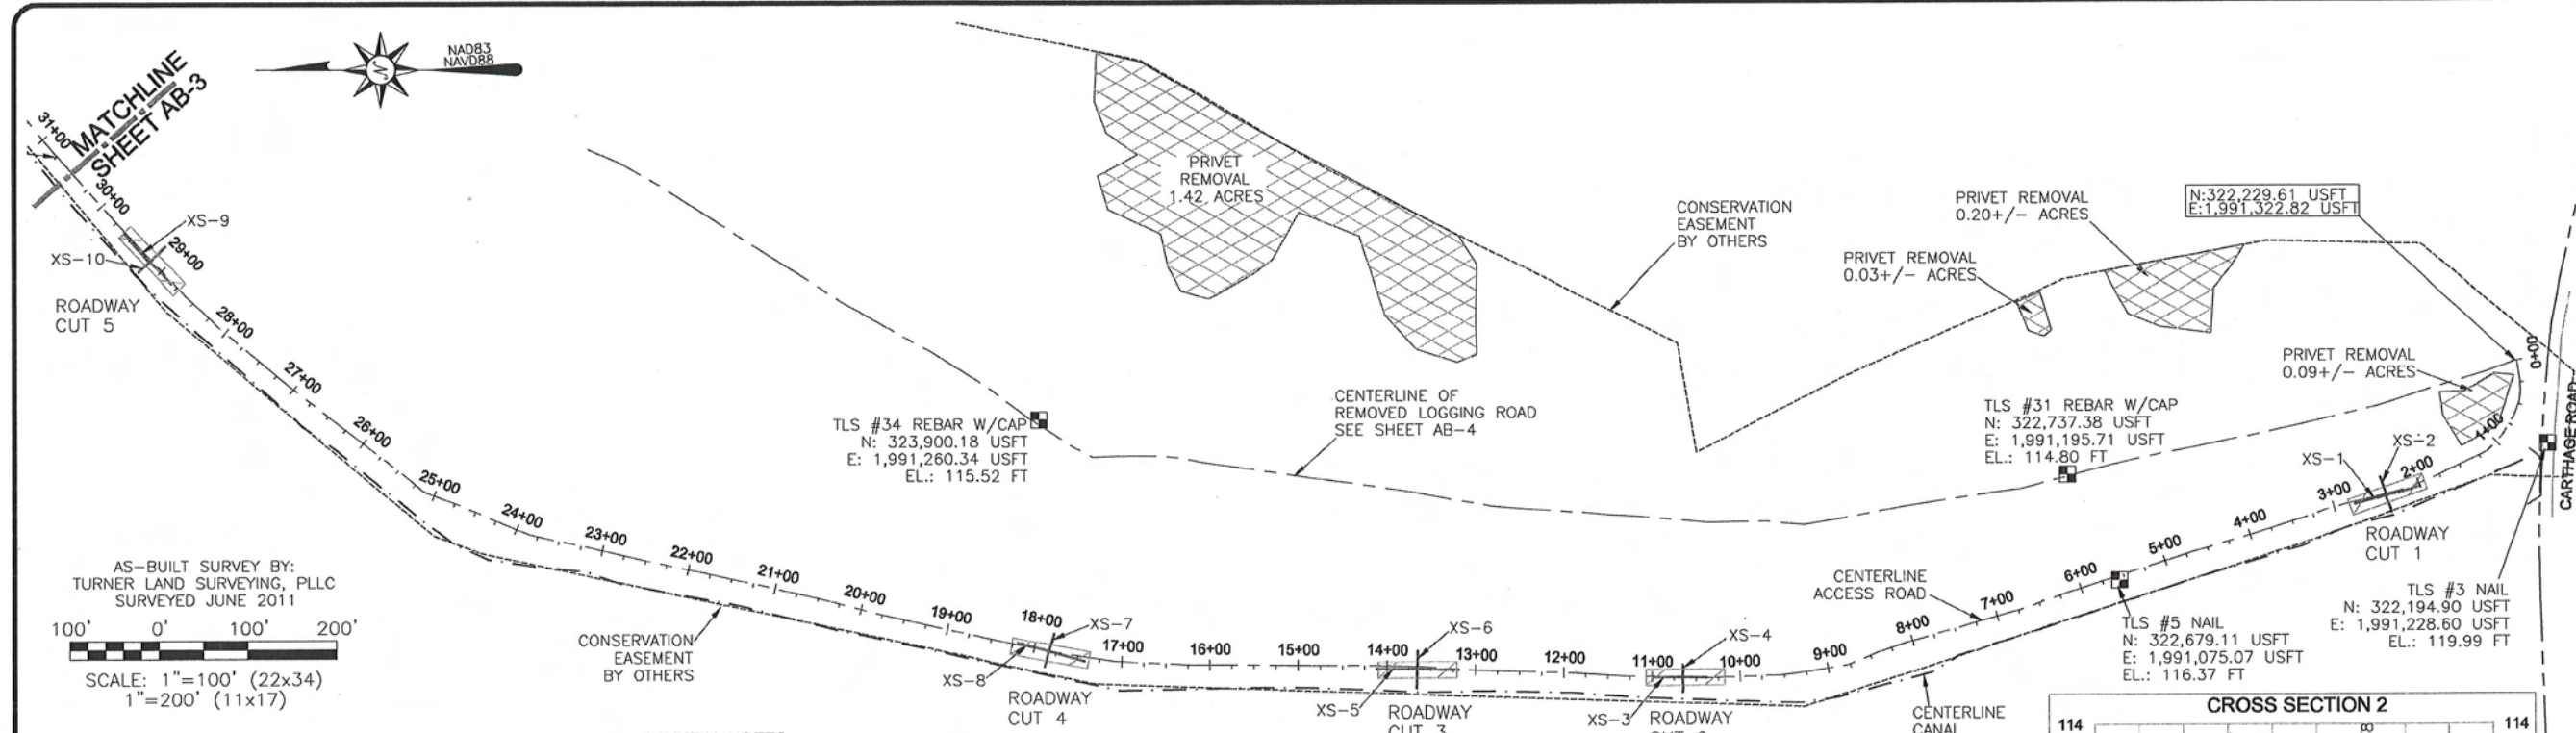 MATCHLINE
SHEET AB-3
NAD83
NAVD88
N
31+00
30+00
XS-9
29+00
XS-10
ROADWAY
CUT 5
28+00
27+00
26+00
25+00
24+00
23+00
22+00
21+00
20+00
19+00
18+00
17+00
16+00
15+00
14+00
13+00
12+00
11+00
10+00
9+00
8+00
7+00
6+00
5+00
4+00
3+00
2+00
1+00
0+00
PRIVET
REMOVAL
1.42 ACRES
CONSERVATION
EASEMENT
BY OTHERS
PRIVET REMOVAL
0.20+/- ACRES
PRIVET REMOVAL
0.03+/- ACRES
N:322,229.61 USFT
E:1,991,322.82 USFT
PRIVET REMOVAL
0.09+/- ACRES
CARTHAGE ROAD
TLS #34 REBAR W/CAP
N: 323,900.18 USFT
E: 1,991,260.34 USFT
EL.: 115.52 FT
CENTERLINE OF
REMOVED LOGGING ROAD
SEE SHEET AB-4
TLS #31 REBAR W/CAP
N: 322,737.38 USFT
E: 1,991,195.71 USFT
EL.: 114.80 FT
XS-2
XS-1
ROADWAY
CUT 1
TLS #3 NAIL
N: 322,194.90 USFT
E: 1,991,228.60 USFT
EL.: 119.99 FT
CENTERLINE
ACCESS ROAD
TLS #5 NAIL
N: 322,679.11 USFT
E: 1,991,075.07 USFT
EL.: 116.37 FT
AS-BUILT SURVEY BY:
TURNER LAND SURVEYING, PLLC
SURVEYED JUNE 2011
100' 0' 100' 200'
SCALE: 1"=100' (22x34)
1"=200' (11x17)
CONSERVATION
EASEMENT
BY OTHERS
XS-7
XS-8
ROADWAY
CUT 4
XS-6
XS-5
ROADWAY
CUT 3
XS-4
XS-3
ROADWAY
CENTERLINE
CANAL
CROSS SECTION 2
114 114